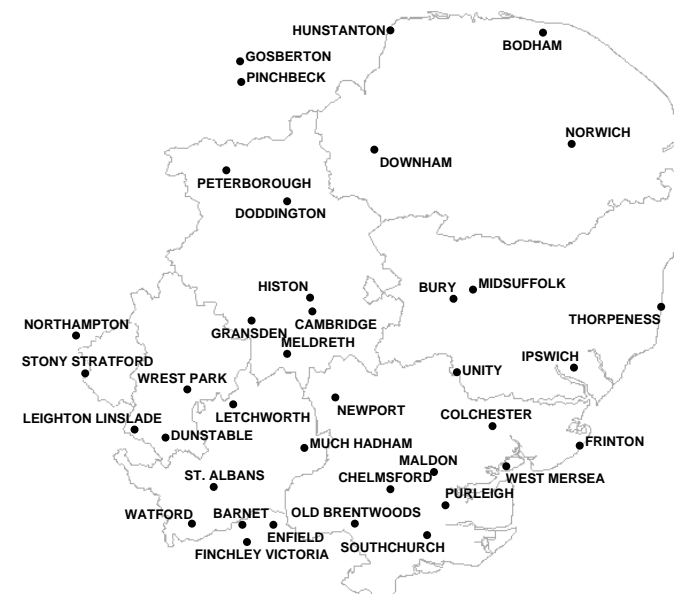 HUNSTANTON
BODHAM
GOSBERTON
PINCHBECK
NORWICH
DOWNHAM
PETERBOROUGH
DODDINGTON
HISTON
BURY
MIDSUFFOLK
THORPENESS
NORTHAMPTON
GRANSDEN
CAMBRIDGE
MELDRETH
STONY STRATFORD
IPSWICH
UNITY
WREST PARK
LETCHWORTH
NEWPORT
COLCHESTER
LEIGHTON LINSLADE
DUNSTABLE
MUCH HADHAM
FRINTON
MALDON
ST. ALBANS
CHELMSFORD
WEST MERSEA
PURLEIGH
WATFORD
BARNET
OLD BRENTWOODS
ENFIELD
SOUTHCHURCH
FINCHLEY VICTORIA